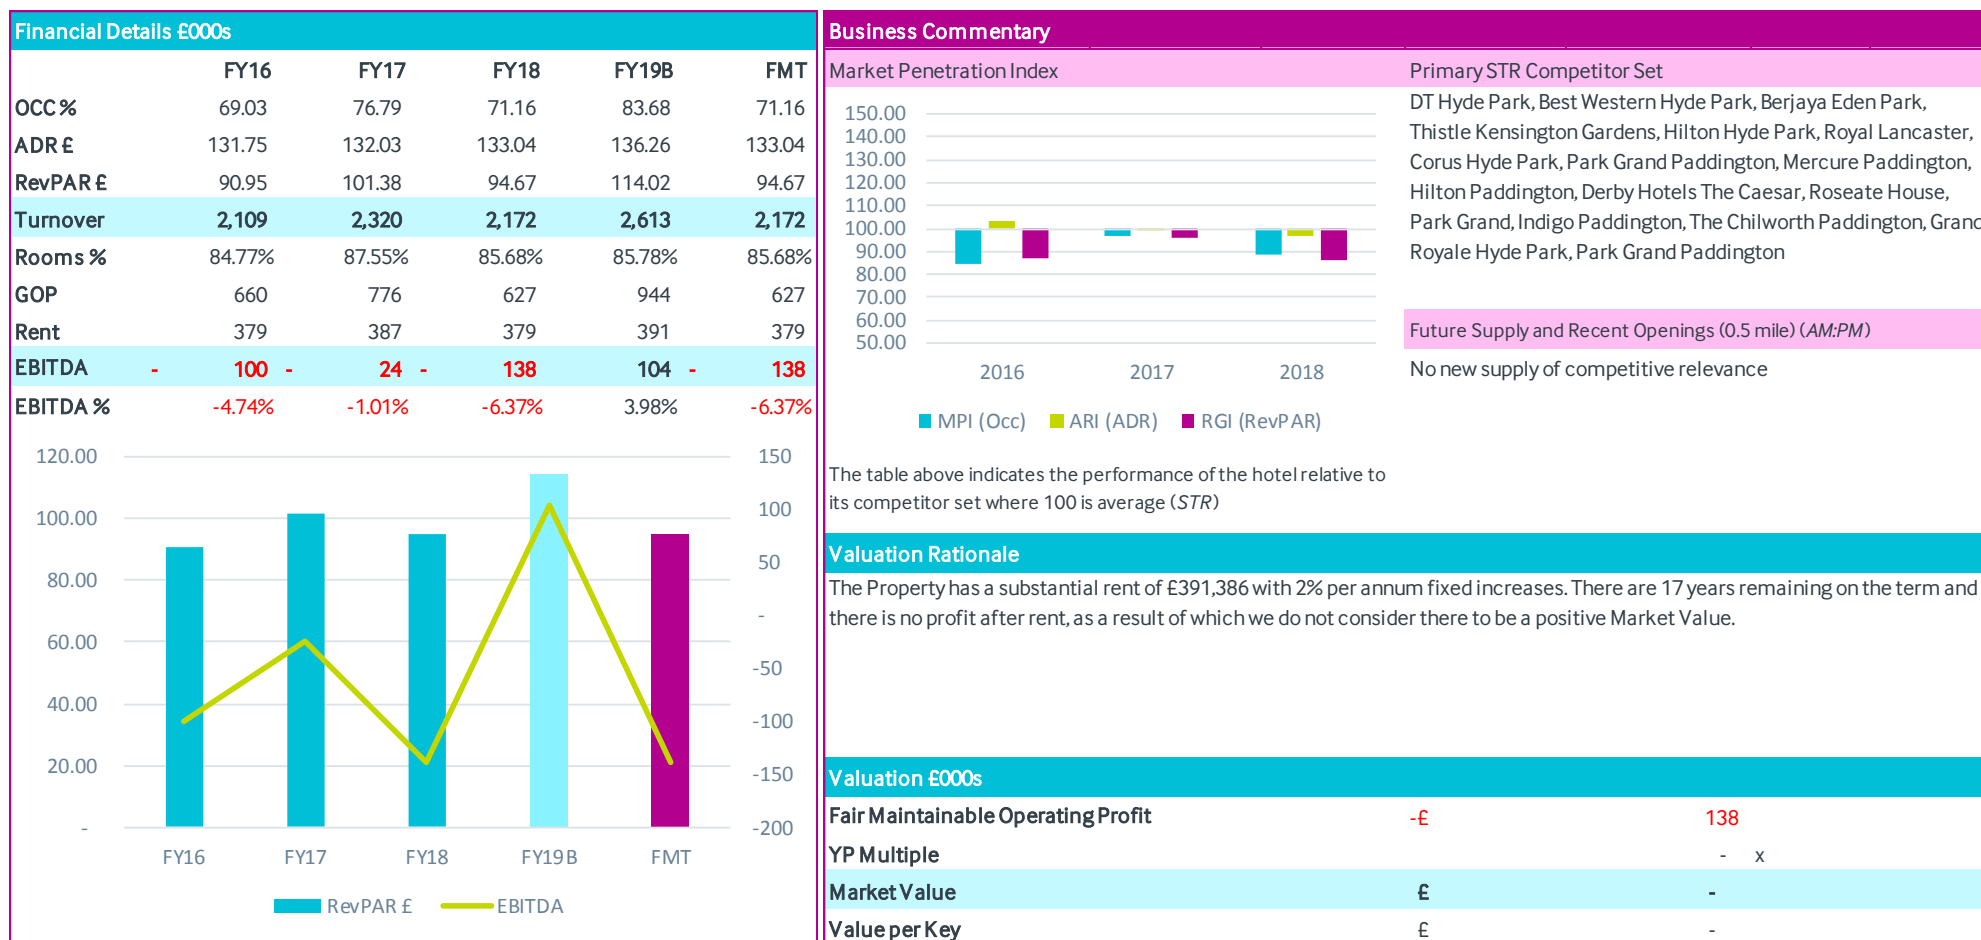 Financial Details £000s
FY16 FY17 FY18 FY19B FMT
OCC % 69.03 76.79 71.16 83.68 71.16
ADR £ 131.75 132.03 133.04 136.26 133.04
RevPAR £ 90.95 101.38 94.67 114.02 94.67
Turnover 2,109 2,320 2,172 2,613 2,172
Rooms % 84.77% 87.55% 85.68% 85.78% 85.68%
GOP 660 776 627 944 627
Rent 379 387 379 391 379
EBITDA - 100 - 24 - 138 104 - 138
EBITDA % -4.74% -1.01% -6.37% 3.98% -6.37%
120.00 150
100.00 100
80.00 50
60.00 -
40.00 -50
20.00 -100
- -150
-200
FY16 FY17 FY18 FY19B FMT
RevPAR £ EBITDA
Business Commentary
Market Penetration Index
150.00
140.00
130.00
120.00
110.00
100.00
90.00
80.00
70.00
60.00
50.00
2016 2017 2018
MPI (Occ) ARI (ADR) RGI (RevPAR)
The table above indicates the performance of the hotel relative to
its competitor set where 100 is average (STR)
Primary STR Competitor Set
DT Hyde Park, Best Western Hyde Park, Berjaya Eden Park,
Thistle Kensington Gardens, Hilton Hyde Park, Royal Lancaster,
Corus Hyde Park, Park Grand Paddington, Mercure Paddington,
Hilton Paddington, Derby Hotels The Caesar, Roseate House,
Park Grand, Indigo Paddington, The Chilworth Paddington, Grand
Royale Hyde Park, Park Grand Paddington
Future Supply and Recent Openings (0.5 mile) (AM:PM)
No new supply of competitive relevance
Valuation Rationale
The Property has a substantial rent of £391,386 with 2% per annum fixed increases. There are 17 years remaining on the term and
there is no profit after rent, as a result of which we do not consider there to be a positive Market Value.
Valuation £000s
Fair Maintainable Operating Profit -£ 138
YP Multiple - x
Market Value £ -
Value per Key £ -